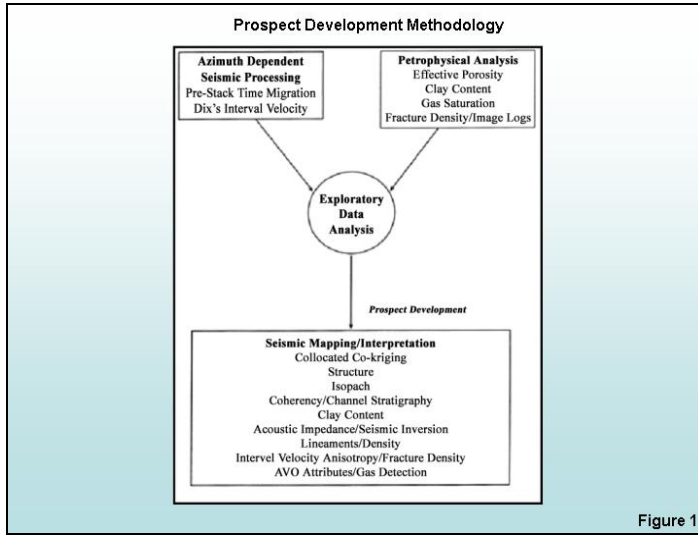 Prospect Development Methodology
Azimuth Dependent
Seismic Processing
Pre-Stack Time Migration
Dix's Interval Velocity
Petrophysical Analysis
Effective Porosity
Clay Content
Gas Saturation
Fracture Density/Image Logs
Exploratory
Data
Analysis
Prospect Development
Seismic Mapping/Interpretation
Collocated Co-kriging
Structure
Isopach
Coherency/Channel Stratigraphy
Clay Content
Acoustic Impedance/Seismic Inversion
Lineaments/Density
Intervel Velocity Anisotropy/Fracture Density
AVO Attributes/Gas Detection
Figure 1